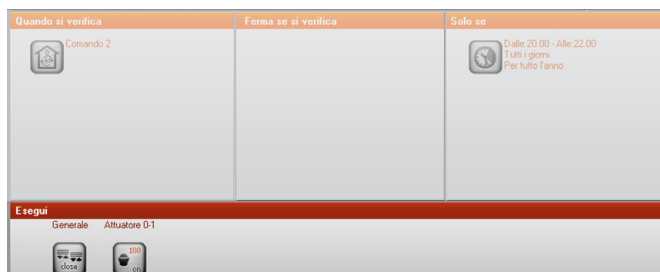 Quando si verifica
Ferma se si verifica
Solo se
Comando 2
Dalle:20.00 - Alle:22.00
Tutti i giorni
Per tutto l'anno
Esegui
Generale
Attuatore 0-1
close
100
on